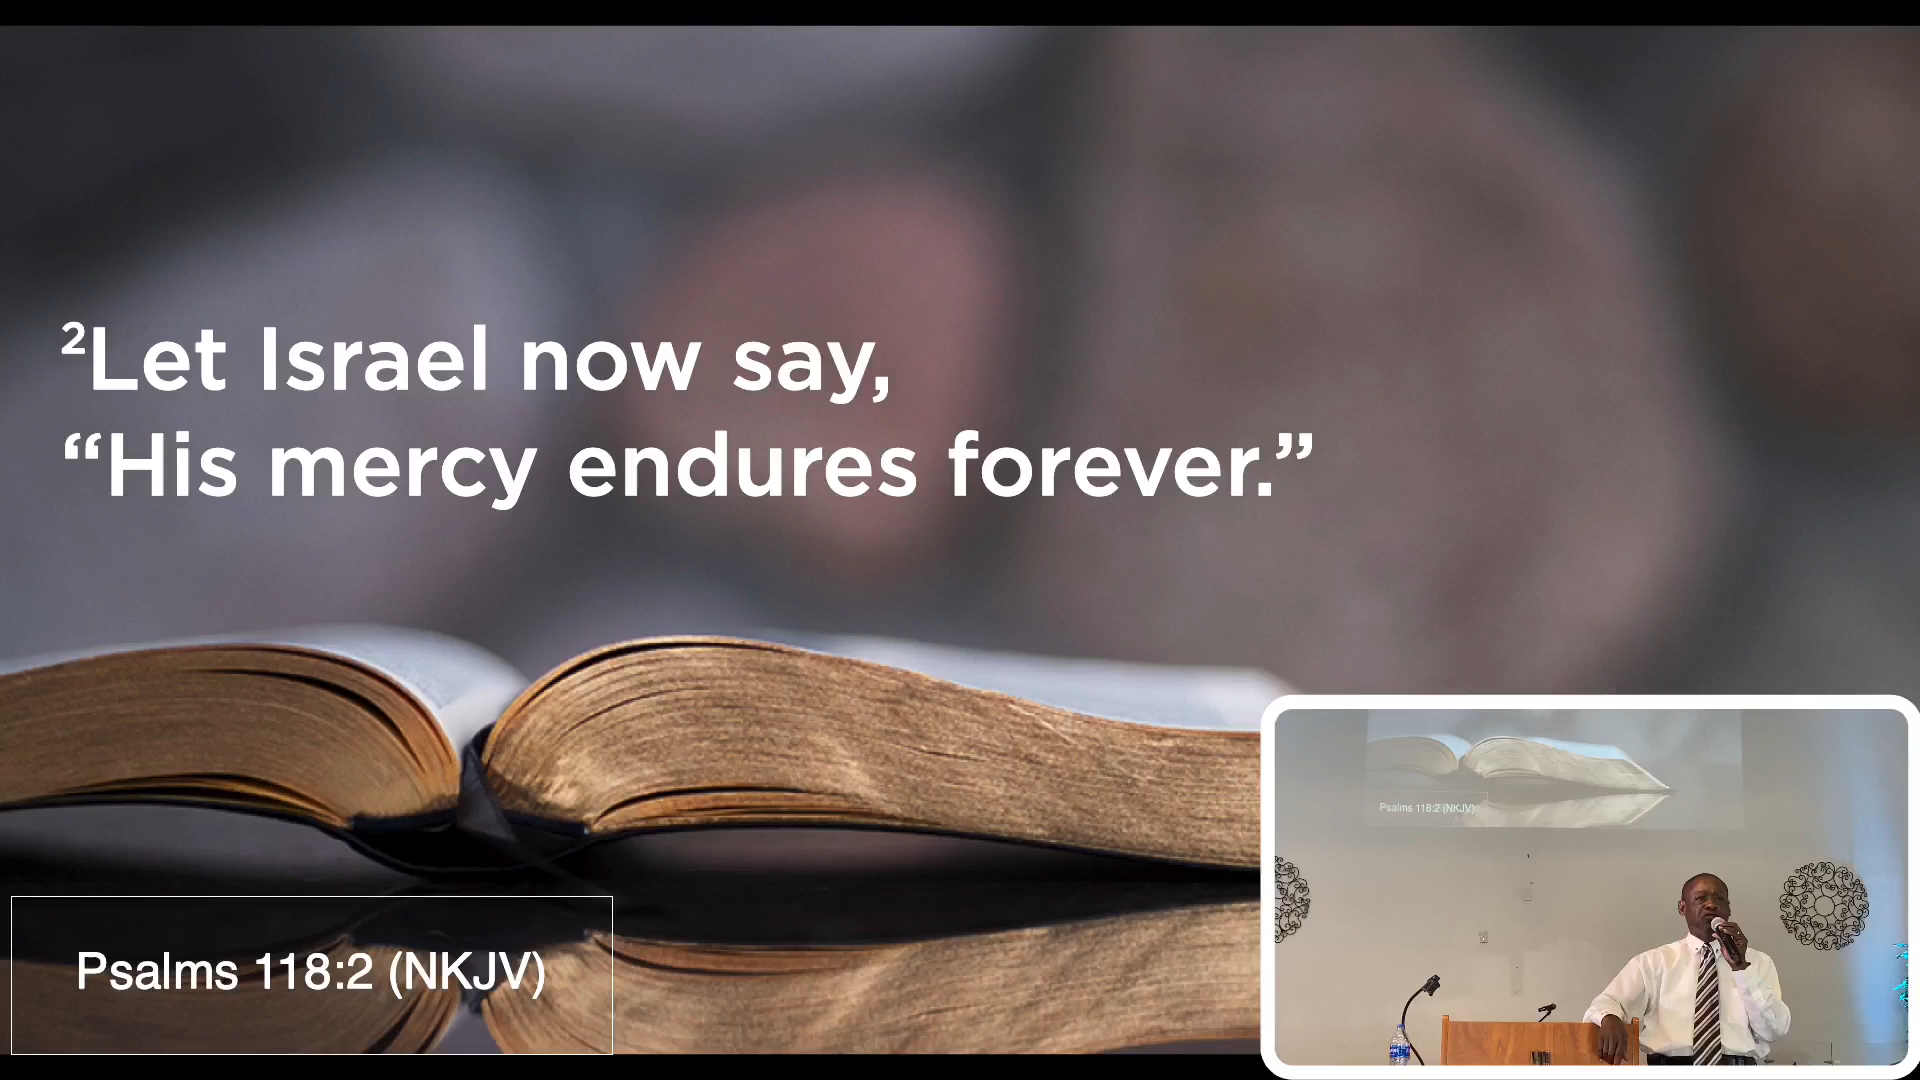 ²Let Israel now say,
“His mercy endures forever.”
Psalms 118:2 (NKJV)
Psalms 118:2 (NKJV)